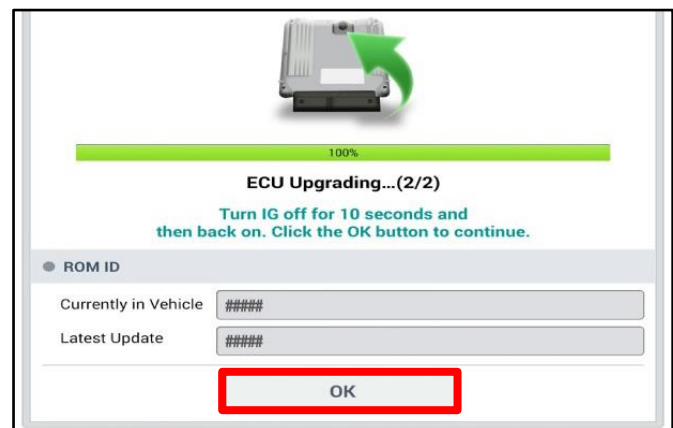 100%
ECU Upgrading...(2/2)
Turn IG off for 10 seconds and
then back on. Click the OK button to continue.
ROM ID
Currently in Vehicle #####
Latest Update #####
OK